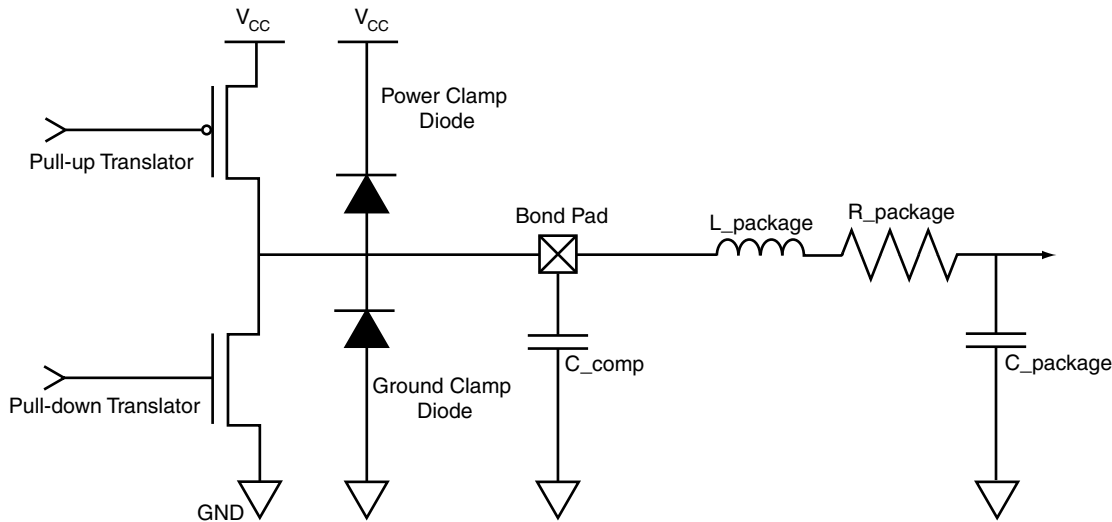 V_CC
V_CC
Power Clamp
Diode
Pull-up Translator
Bond Pad
L_package
R_package
C_comp
C_package
Ground Clamp
Diode
Pull-down Translator
GND